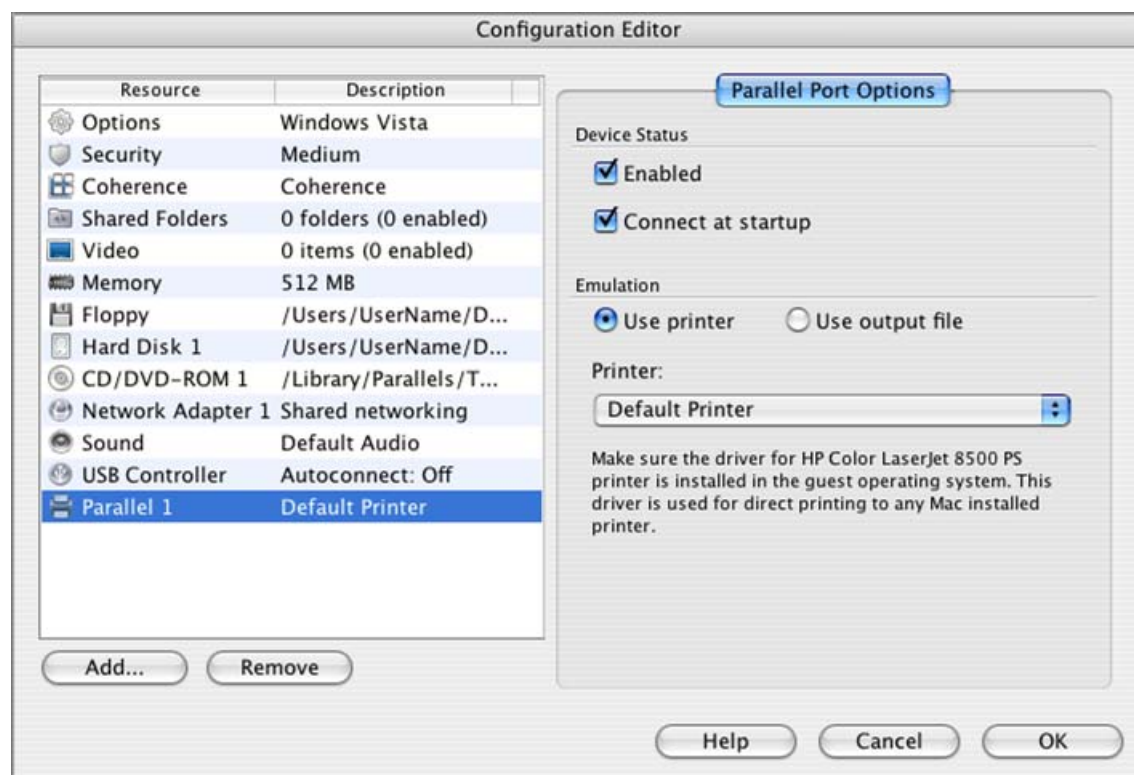 Configuration Editor
Resource Description
Options Windows Vista
Security Medium
Coherence Coherence
Shared Folders 0 folders (0 enabled)
Video 0 items (0 enabled)
Memory 512 MB
Floppy /Users/UserName/D...
Hard Disk 1 /Users/UserName/D...
CD/DVD-ROM 1 /Library/Parallels/T...
Network Adapter 1 Shared networking
Sound Default Audio
USB Controller Autoconnect: Off
Parallel 1 Default Printer
Add... Remove
Parallel Port Options
Device Status
Enabled
Connect at startup
Emulation
Use printer Use output file
Printer:
Default Printer
Make sure the driver for HP Color LaserJet 8500 PS
printer is installed in the guest operating system. This
driver is used for direct printing to any Mac installed
printer.
Help Cancel OK